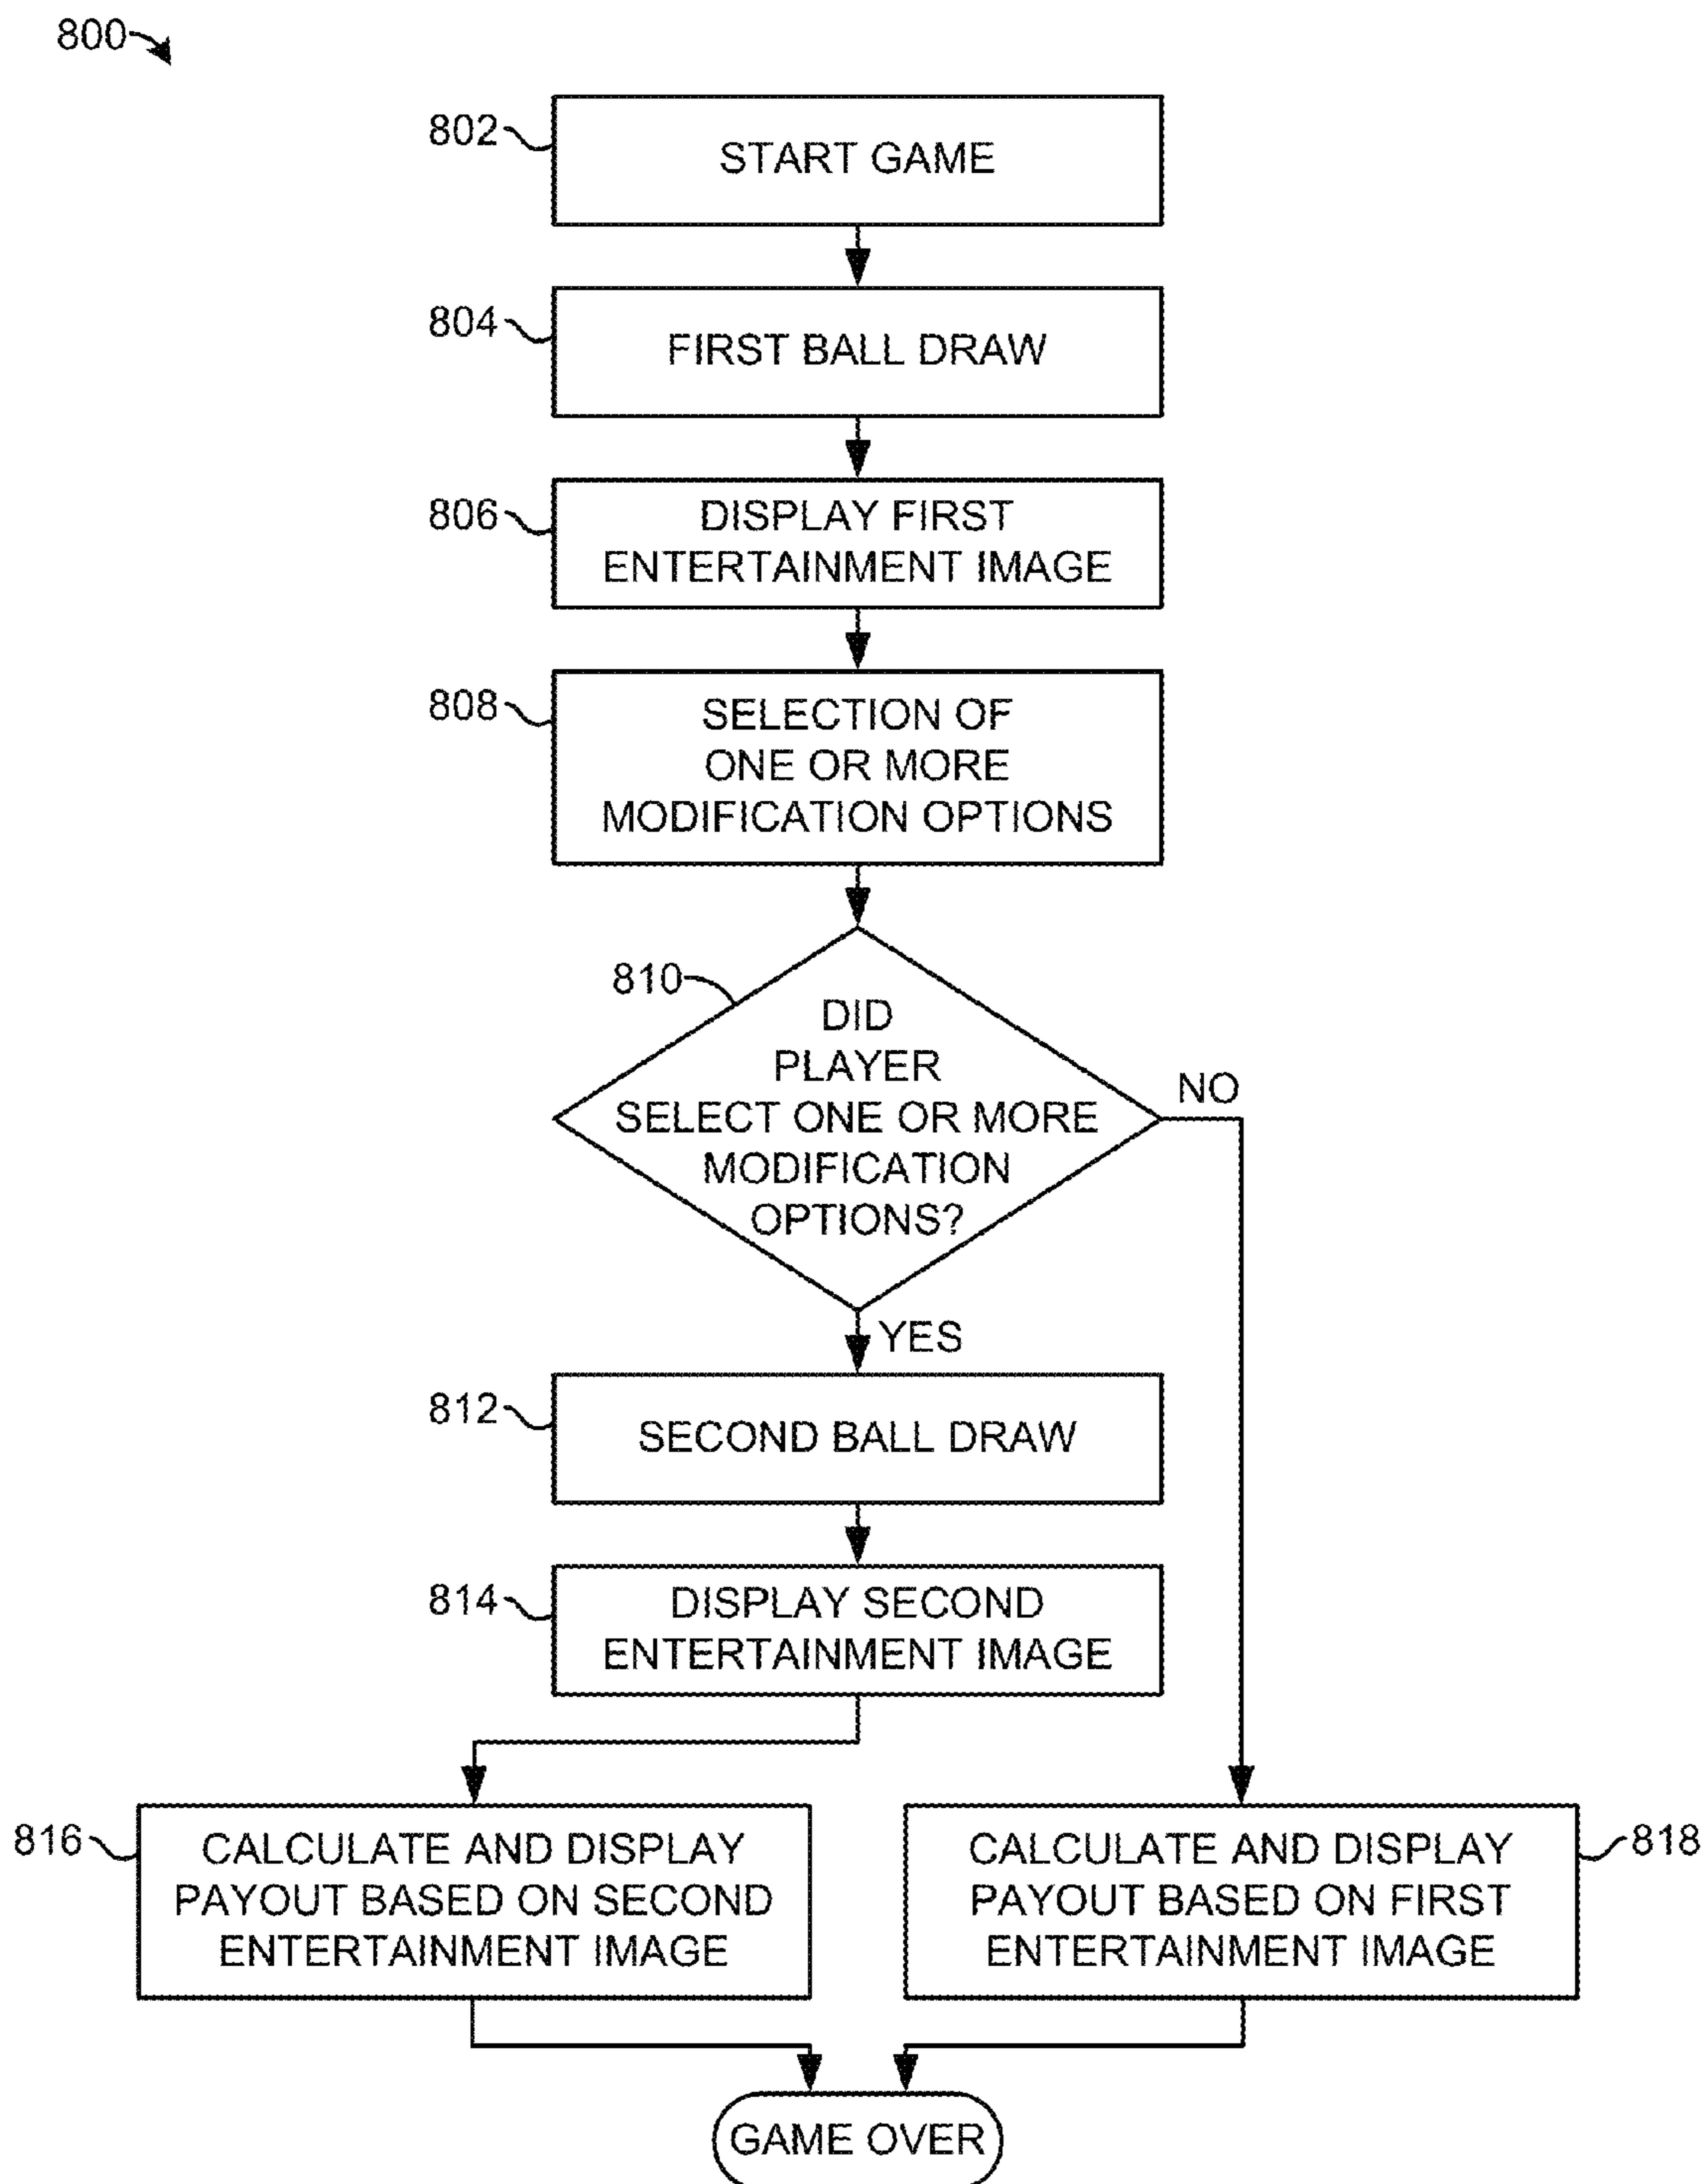 800
802
START GAME
804
FIRST BALL DRAW
806
DISPLAY FIRST
ENTERTAINMENT IMAGE
808
SELECTION OF
ONE OR MORE
MODIFICATION OPTIONS
810
DID
PLAYER
SELECT ONE OR MORE
MODIFICATION
OPTIONS?
NO
YES
812
SECOND BALL DRAW
814
DISPLAY SECOND
ENTERTAINMENT IMAGE
816
CALCULATE AND DISPLAY
PAYOUT BASED ON SECOND
ENTERTAINMENT IMAGE
CALCULATE AND DISPLAY
PAYOUT BASED ON FIRST
ENTERTAINMENT IMAGE
818
GAME OVER